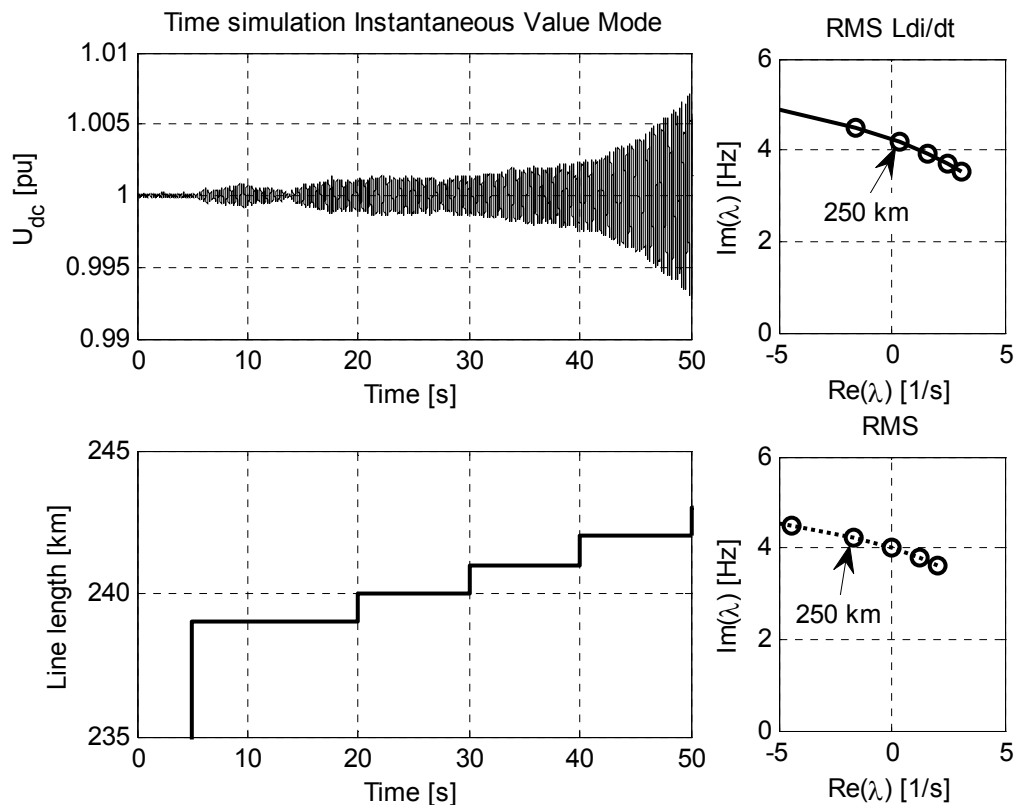 Time simulation Instantaneous Value Mode
1.01
1.005
1
0.995
0.99
U_dc [pu]
0 10 20 30 40 50
Time [s]
RMS Ldi/dt
6
4
2
0
Im(λ) [Hz]
250 km
-5 0 5
Re(λ) [1/s]
245
240
235
Line length [km]
0 10 20 30 40 50
Time [s]
RMS
6
4
2
0
Im(λ) [Hz]
250 km
-5 0 5
Re(λ) [1/s]